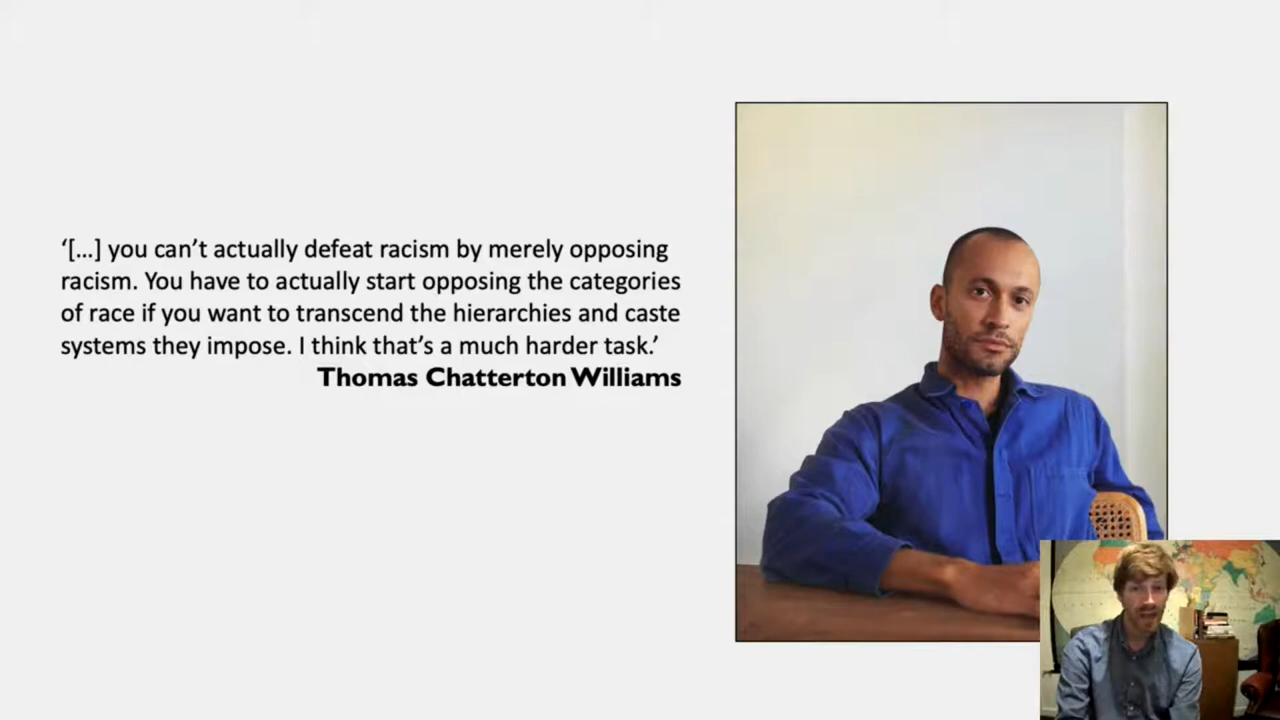 ‘[...] you can’t actually defeat racism by merely opposing
racism. You have to actually start opposing the categories
of race if you want to transcend the hierarchies and caste
systems they impose. I think that’s a much harder task.’
Thomas Chatterton Williams